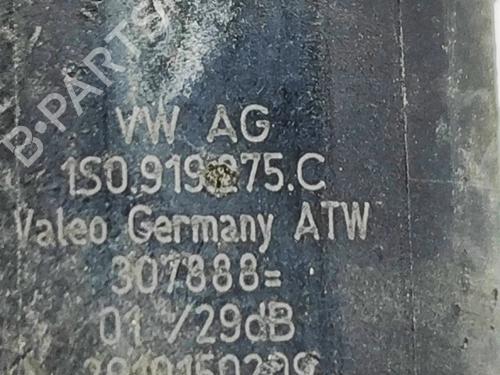 B-PARTS
VW AG
1S0.919.275.C
Valeo Germany ATW
307888=
01 /29dB